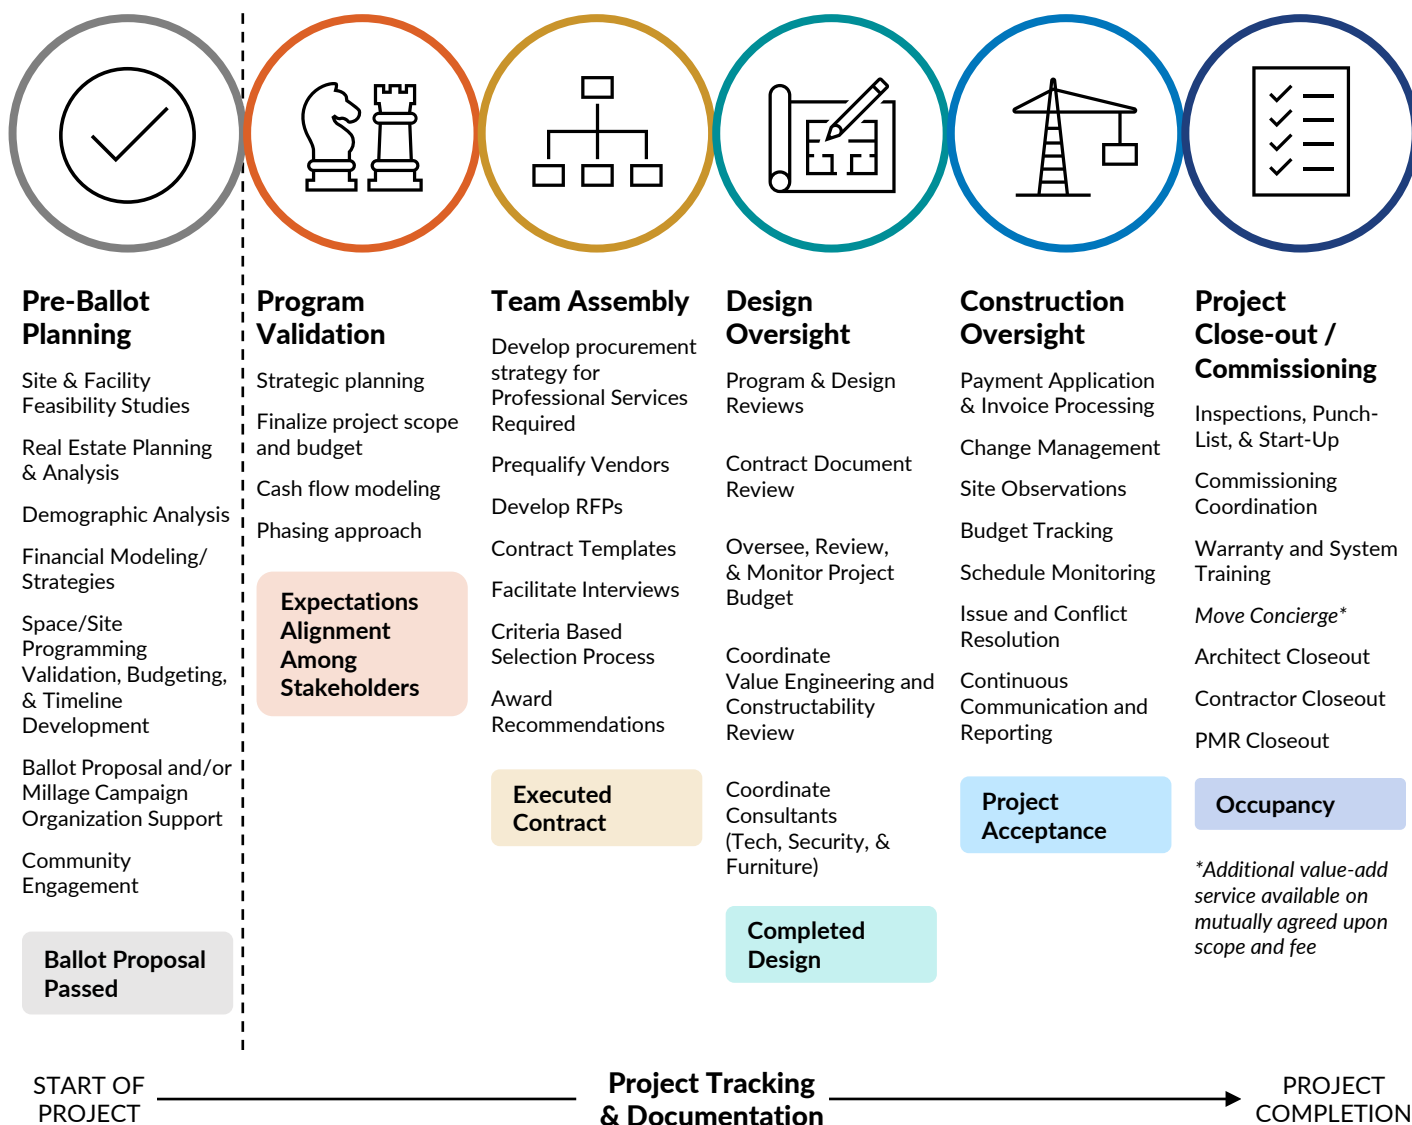 Pre-Ballot
Planning
Site & Facility
Feasibility Studies
Real Estate Planning
& Analysis
Demographic Analysis
Financial Modeling/
Strategies
Space/Site
Programming
Validation, Budgeting,
& Timeline
Development
Ballot Proposal and/or
Millage Campaign
Organization Support
Community
Engagement
Ballot Proposal
Passed
Program
Validation
Strategic planning
Finalize project scope
and budget
Cash flow modeling
Phasing approach
Expectations
Alignment
Among
Stakeholders
Team Assembly
Develop procurement
strategy for
Professional Services
Required
Prequalify Vendors
Develop RFPs
Contract Templates
Facilitate Interviews
Criteria Based
Selection Process
Award
Recommendations
Executed
Contract
Design
Oversight
Program & Design
Reviews
Contract Document
Review
Oversee, Review,
& Monitor Project
Budget
Coordinate
Value Engineering and
Constructability
Review
Coordinate
Consultants
(Tech, Security, &
Furniture)
Completed
Design
Construction
Oversight
Payment Application
& Invoice Processing
Change Management
Site Observations
Budget Tracking
Schedule Monitoring
Issue and Conflict
Resolution
Continuous
Communication and
Reporting
Project
Acceptance
Project
Close-out /
Commissioning
Inspections, Punch-
List, & Start-Up
Commissioning
Coordination
Warranty and System
Training
Move Concierge*
Architect Closeout
Contractor Closeout
PMR Closeout
Occupancy
*Additional value-add
service available on
mutually agreed upon
scope and fee
START OF
PROJECT
Project Tracking
& Documentation
PROJECT
COMPLETION